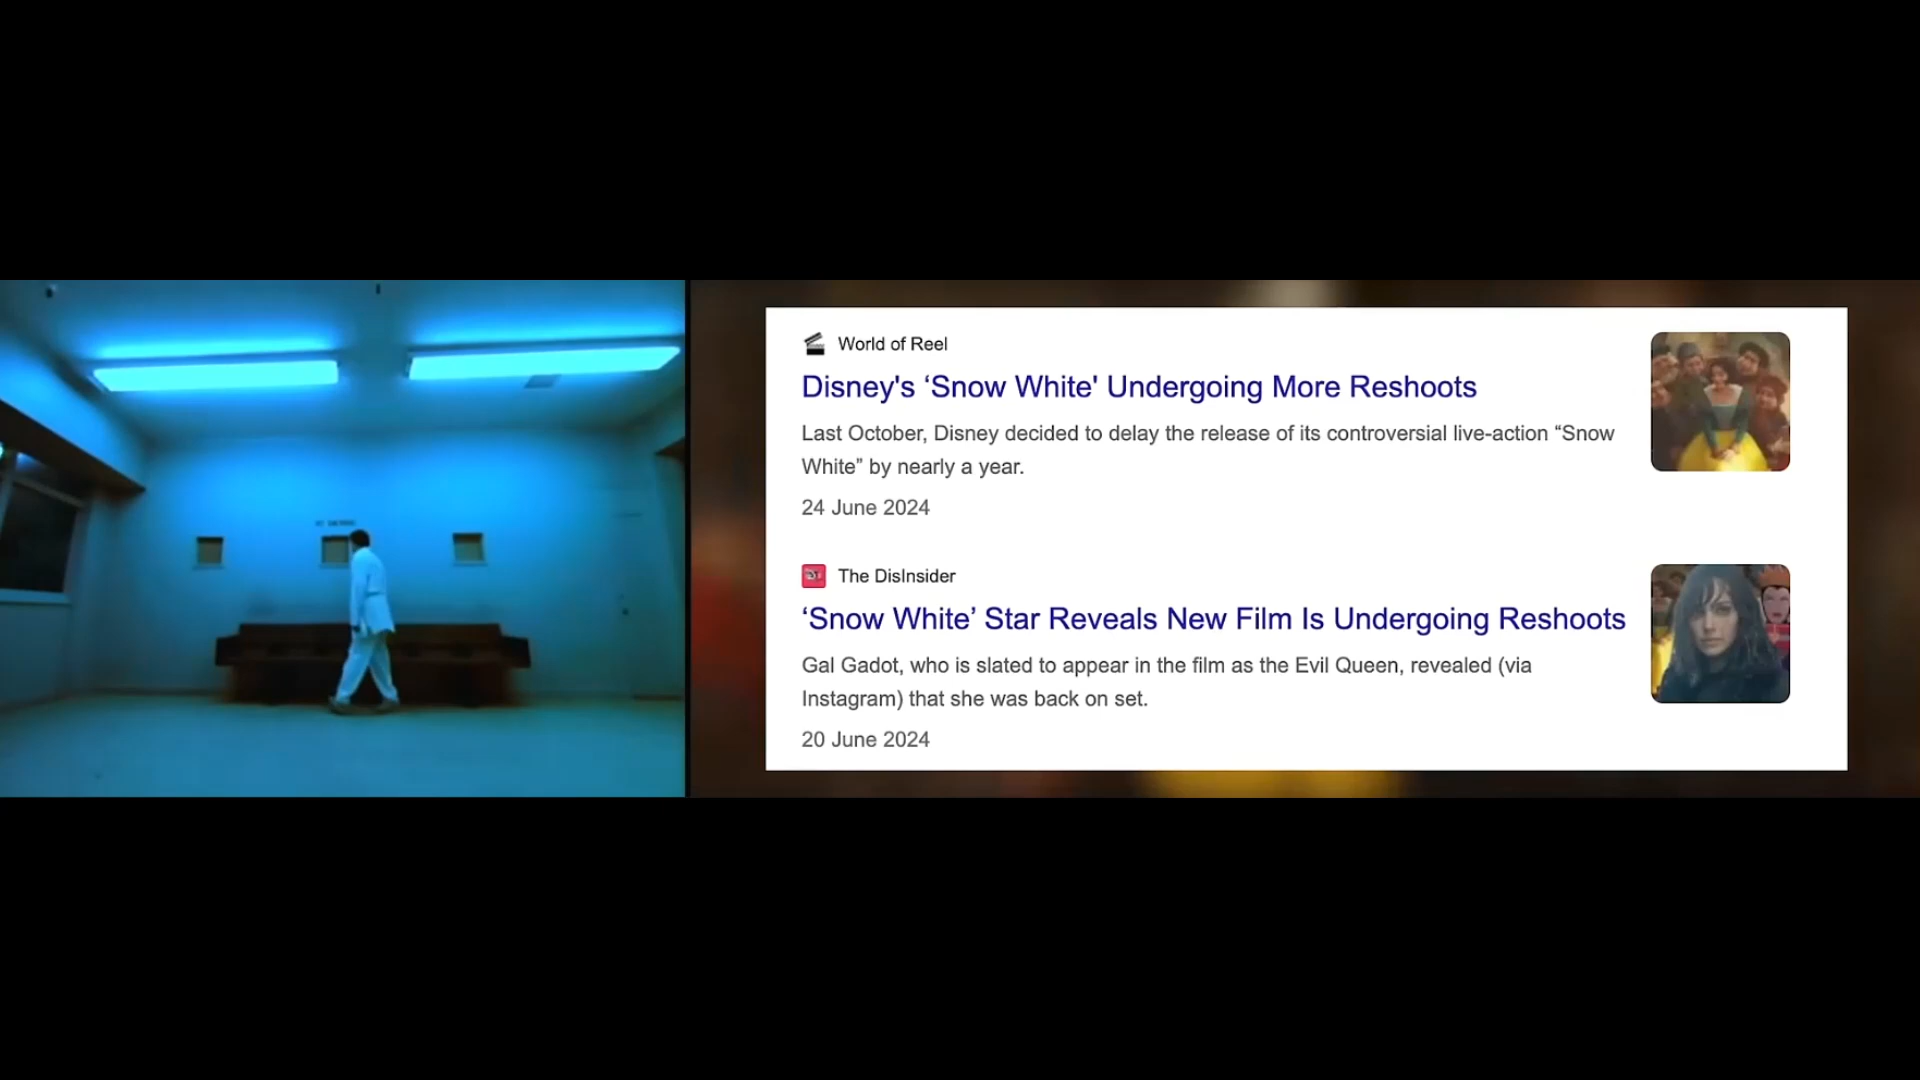 World of Reel
Disney's ‘Snow White' Undergoing More Reshoots
Last October, Disney decided to delay the release of its controversial live-action “Snow
White” by nearly a year.
24 June 2024
The DisInsider
‘Snow White’ Star Reveals New Film Is Undergoing Reshoots
Gal Gadot, who is slated to appear in the film as the Evil Queen, revealed (via
Instagram) that she was back on set.
20 June 2024